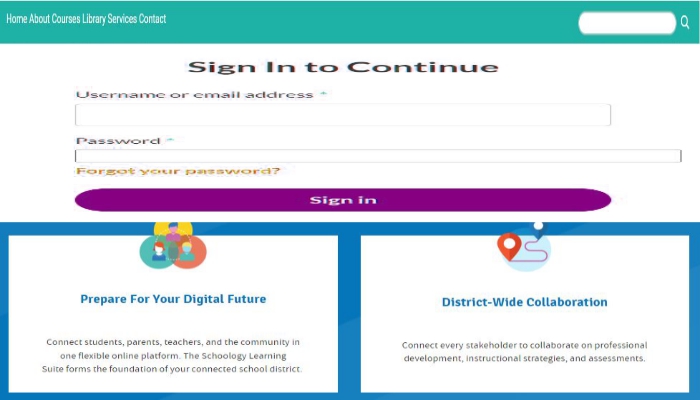 Home About Courses Library Services Contact
Sign In to Continue
Username or email address *
Password *
Forgot your password?
Sign in
Prepare For Your Digital Future
Connect students, parents, teachers, and the community in
one flexible online platform. The Schoology Learning
Suite forms the foundation of your connected school district.
District-Wide Collaboration
Connect every stakeholder to collaborate on professional
development, instructional strategies, and assessments.